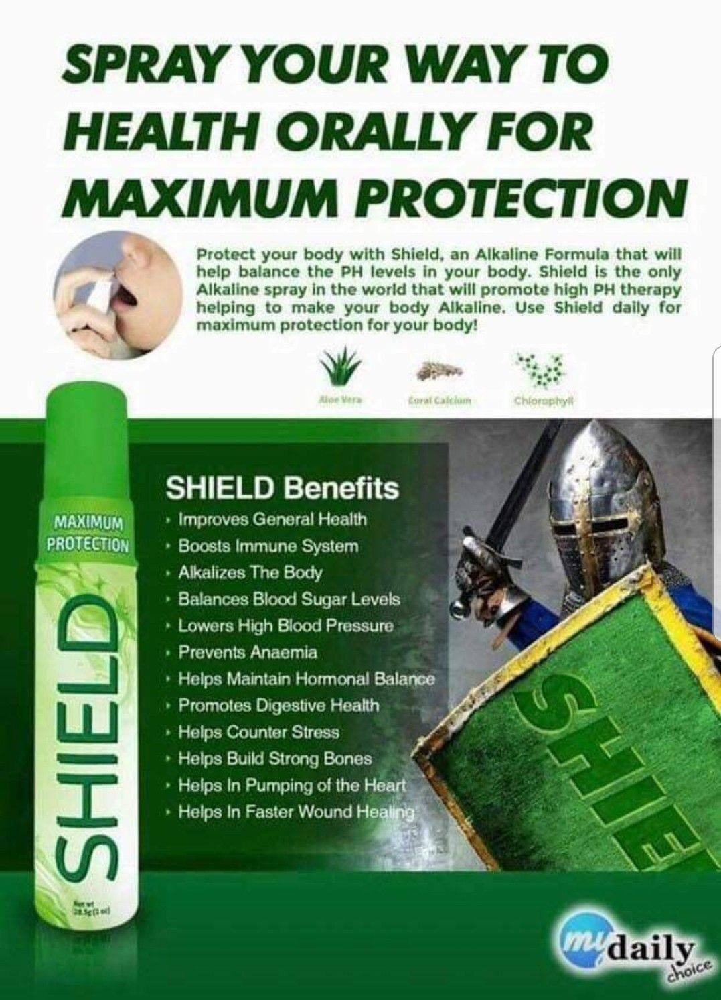 SPRAY YOUR WAY TO
HEALTH ORALLY FOR
MAXIMUM PROTECTION
Protect your body with Shield, an Alkaline Formula that will
help balance the PH levels in your body. Shield is the only
Alkaline spray in the world that will promote high PH therapy
helping to make your body Alkaline. Use Shield daily for
maximum protection for your body!
Aloe Vera
Coral Calcium
Chlorophyll
MAXIMUM
PROTECTION
SHIELD
Net wt
28.5g (1 oz)
SHIELD Benefits
Improves General Health
Boosts Immune System
Alkalizes The Body
Balances Blood Sugar Levels
Lowers High Blood Pressure
Prevents Anaemia
Helps Maintain Hormonal Balance
Promotes Digestive Health
Helps Counter Stress
Helps Build Strong Bones
Helps In Pumping of the Heart
Helps In Faster Wound Healing
SHIE
my daily
choice